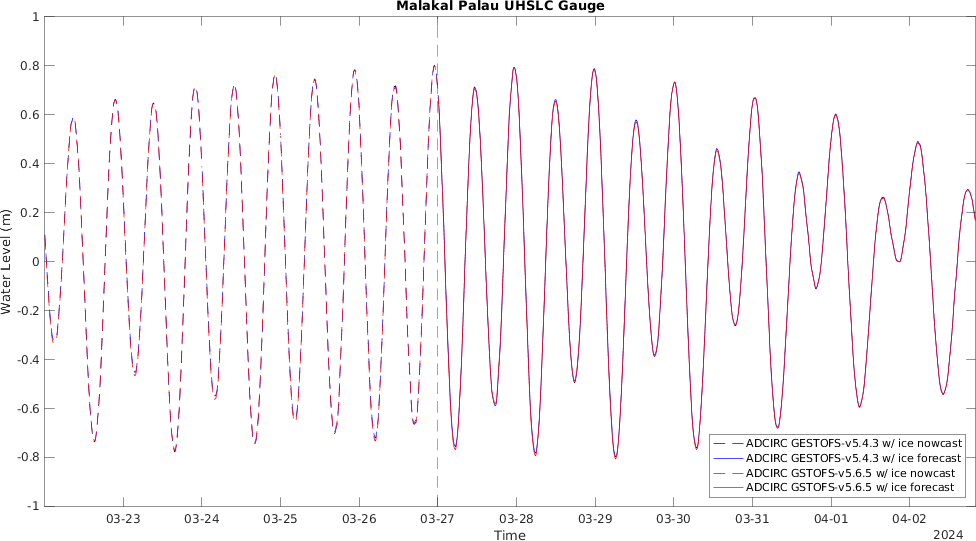 Malakal Palau UHSLC Gauge
1
0.8
0.6
0.4
0.2
0
-0.2
-0.4
-0.6
-0.8
-1
Water Level (m)
ADCIRC GESTOFS-v5.4.3 w/ ice nowcast
ADCIRC GESTOFS-v5.4.3 w/ ice forecast
ADCIRC GSTOFS-v5.6.5 w/ ice nowcast
ADCIRC GSTOFS-v5.6.5 w/ ice forecast
03-23 03-24 03-25 03-26 03-27 03-28 03-29 03-30 03-31 04-01 04-02
Time
2024